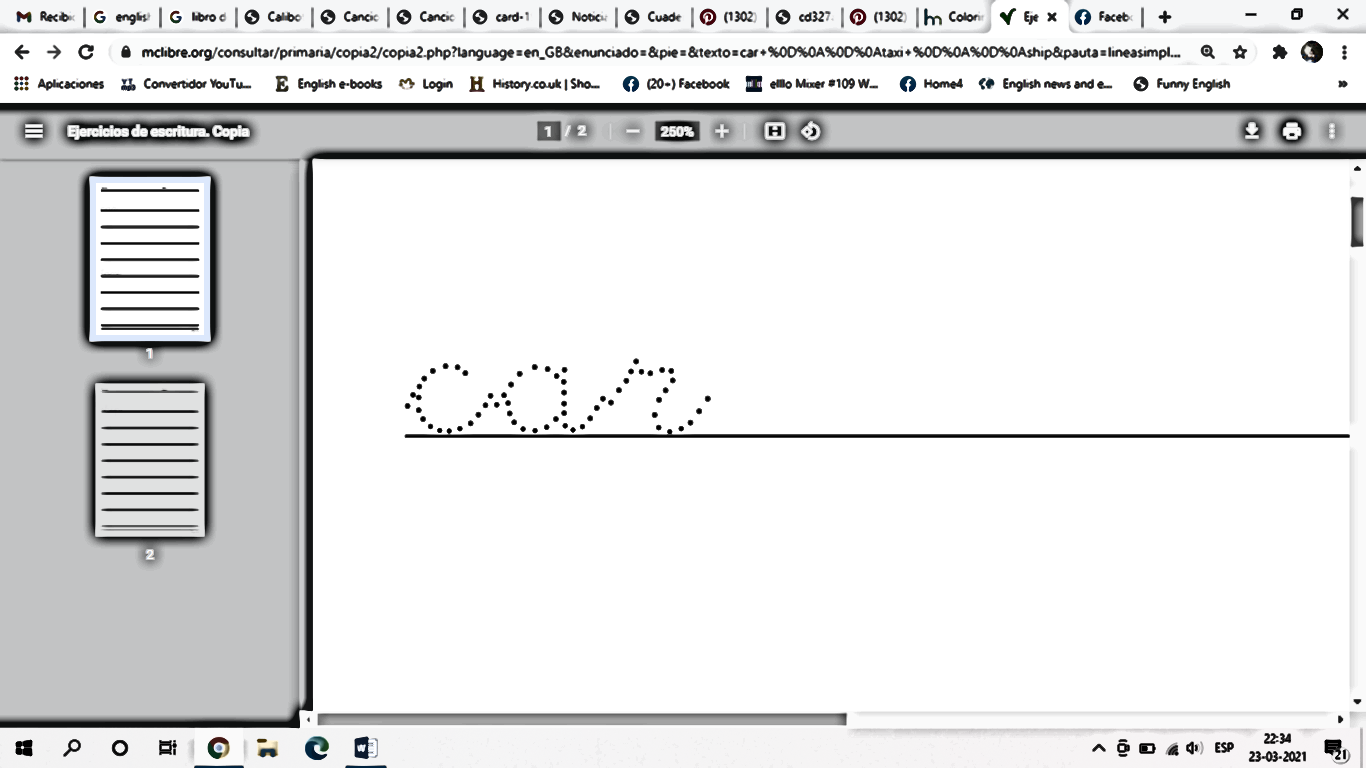 Recibi english libro d Calibo Cancic Cancic card-1 Notici Cuade (1302) cd327 (1302) Colorir Eje Faceb
mclibre.org/consultar/primaria/copia2/copia2.php?language=en_GB&enunciado=&pie=&texto=car+%0D%0A%0D%0Ataxi+%0D%0A%0D%0Aship&pauta=lineasimpl...
Aplicaciones Convertidor YouTu... English e-books Login History.co.uk | Sho... (20+) Facebook elllo Mixer #109 W... Home4 English news and e... Funny English »
Ejercicios de escritura. Copia 1 / 2 250%
car
1
2
ESP 22:34
23-03-2021 21